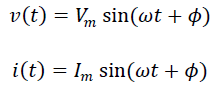 v(t) = V_m sin(ωt + ϕ)
i(t) = I_m sin(ωt + ϕ)